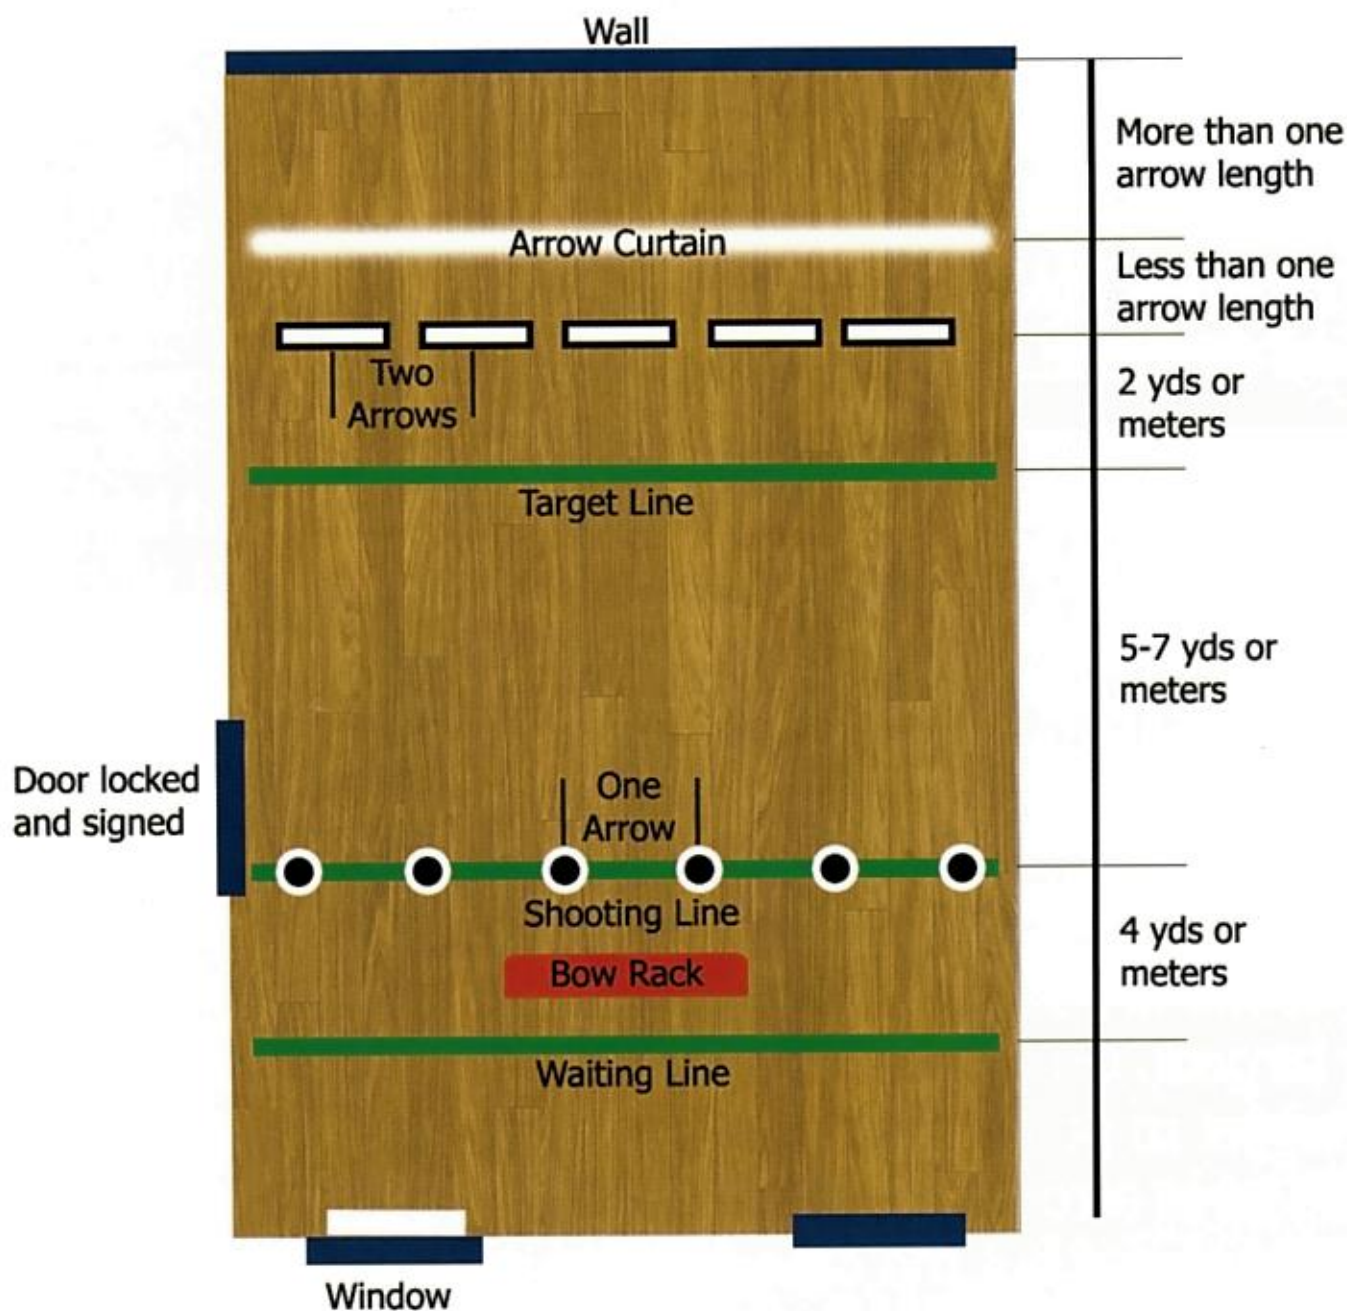 Wall
More than one
arrow length
Arrow Curtain
Less than one
arrow length
Two
Arrows
2 yds or
meters
Target Line
5-7 yds or
meters
Door locked
and signed
One
Arrow
Shooting Line
4 yds or
meters
Bow Rack
Waiting Line
Window